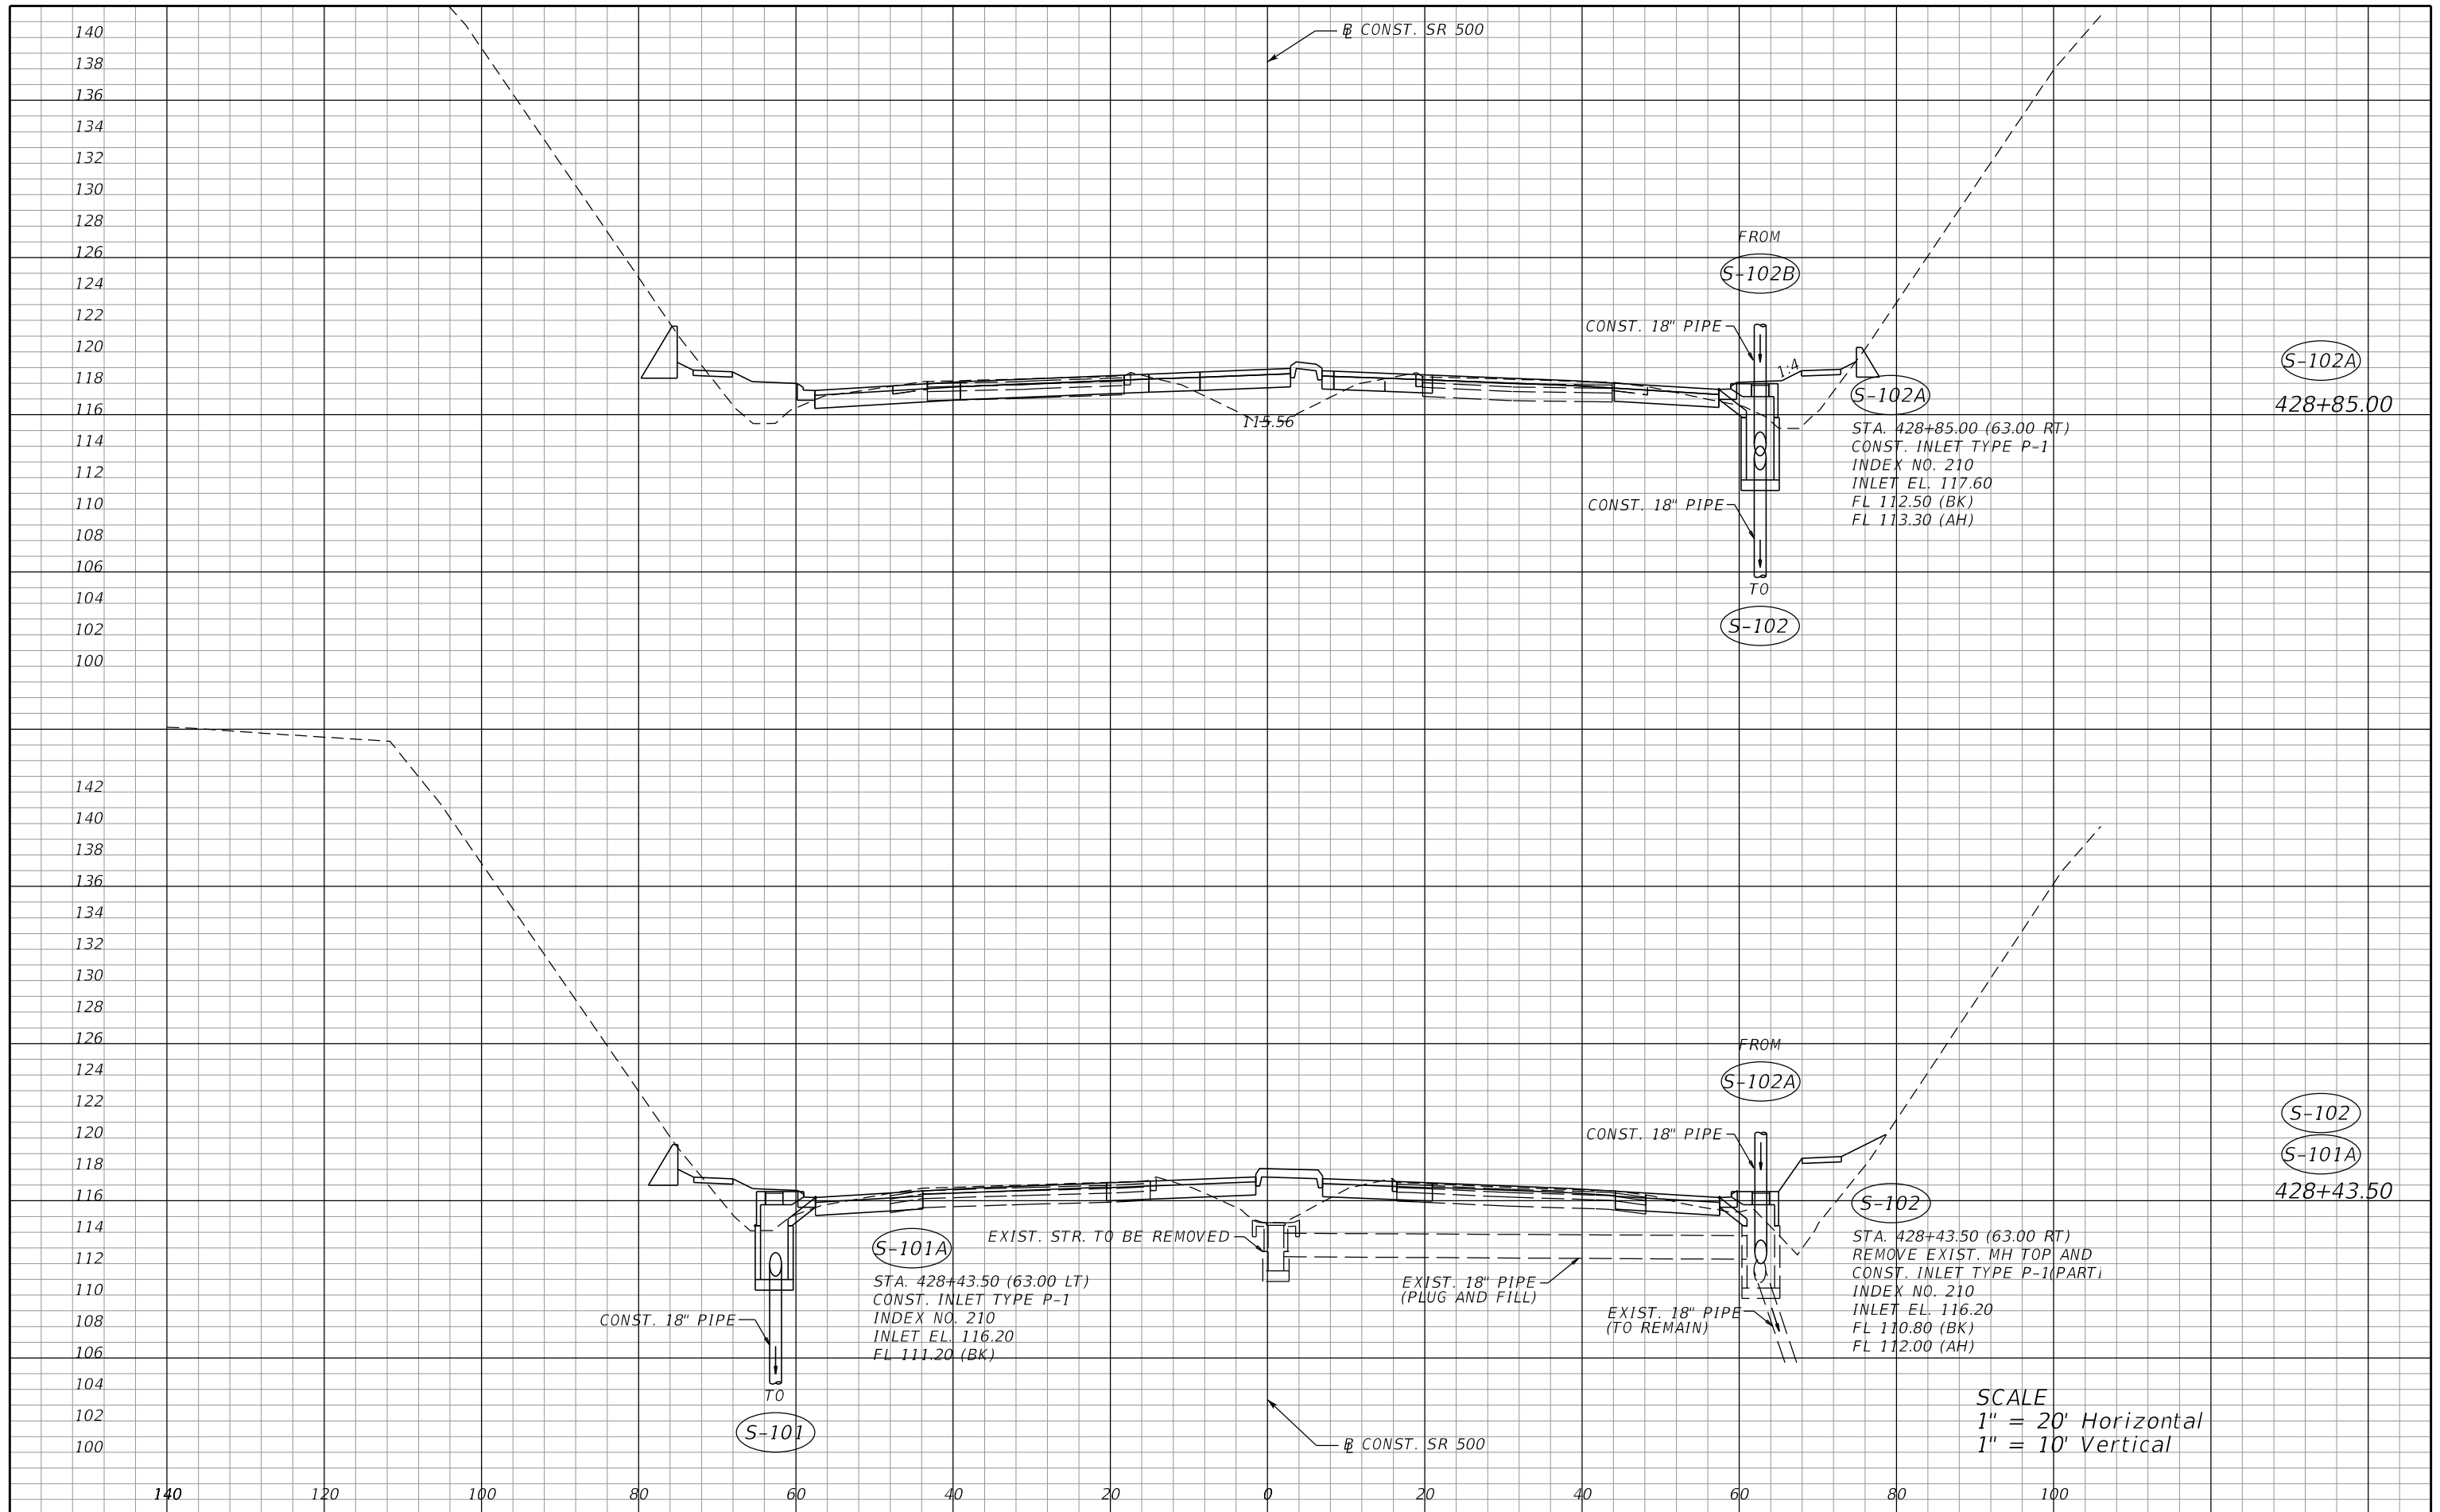 140
138
136
134
132
130
128
126
124
122
120
118
116
114
112
110
108
106
104
102
100
CONST. SR 500
FROM
S-102B
CONST. 18" PIPE
1:4
S-102A
115.56
STA. 428+85.00 (63.00 RT)
CONST. INLET TYPE P-1
INDEX NO. 210
INLET EL. 117.60
FL 112.50 (BK)
FL 113.30 (AH)
CONST. 18" PIPE
TO
S-102
S-102A
428+85.00
142
140
138
136
134
132
130
128
126
124
122
120
118
116
114
112
110
108
106
104
102
100
FROM
S-102A
CONST. 18" PIPE
S-102
S-101A
428+43.50
S-101A
STA. 428+43.50 (63.00 LT)
CONST. INLET TYPE P-1
INDEX NO. 210
INLET EL. 116.20
FL 111.20 (BK)
CONST. 18" PIPE
TO
S-101
EXIST. STR. TO BE REMOVED
EXIST. 18" PIPE
(PLUG AND FILL)
EXIST. 18" PIPE
(TO REMAIN)
S-102
STA. 428+43.50 (63.00 RT)
REMOVE EXIST. MH TOP AND
CONST. INLET TYPE P-1(PART)
INDEX NO. 210
INLET EL. 116.20
FL 110.80 (BK)
FL 112.00 (AH)
CONST. SR 500
SCALE
1" = 20' Horizontal
1" = 10' Vertical
140 120 100 80 60 40 20 0 20 40 60 80 100